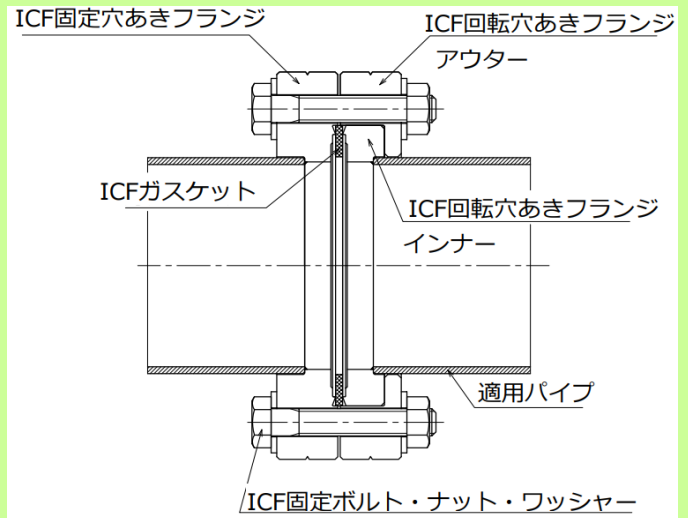 ICF固定穴あきフランジ
ICF回転穴あきフランジ
アウター
ICFガスケット
ICF回転穴あきフランジ
インナー
適用パイプ
ICF固定ボルト・ナット・ワッシャー